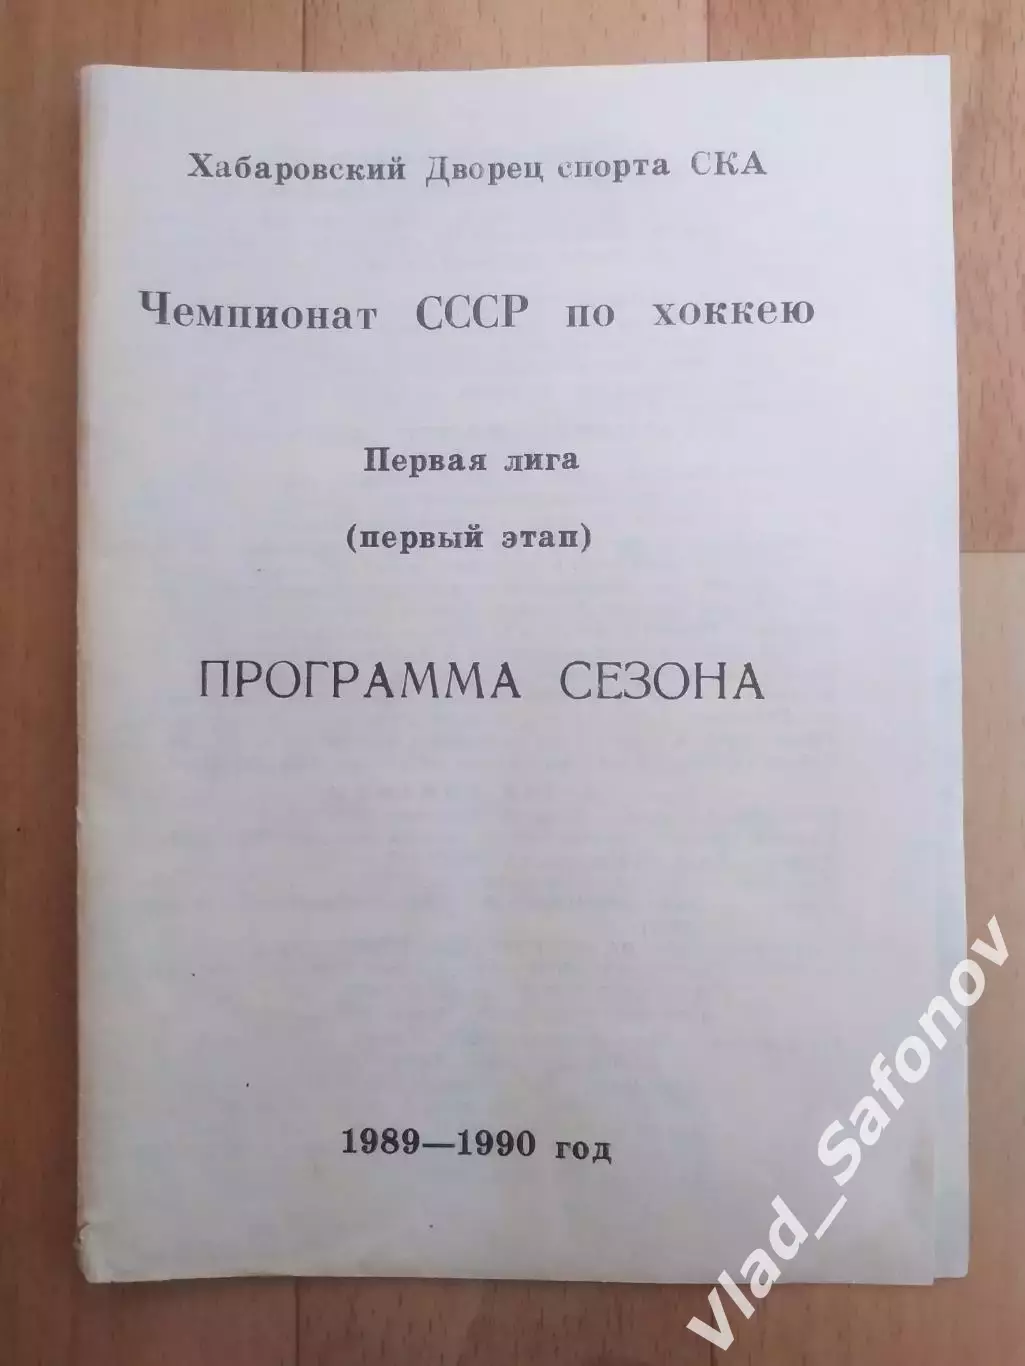 Хабаровский Дворец спорта СКА
Чемпионат СССР по хоккею
Первая лига
(первый этап)
ПРОГРАММА СЕЗОНА
1989—1990 год
Vlad_Safonov